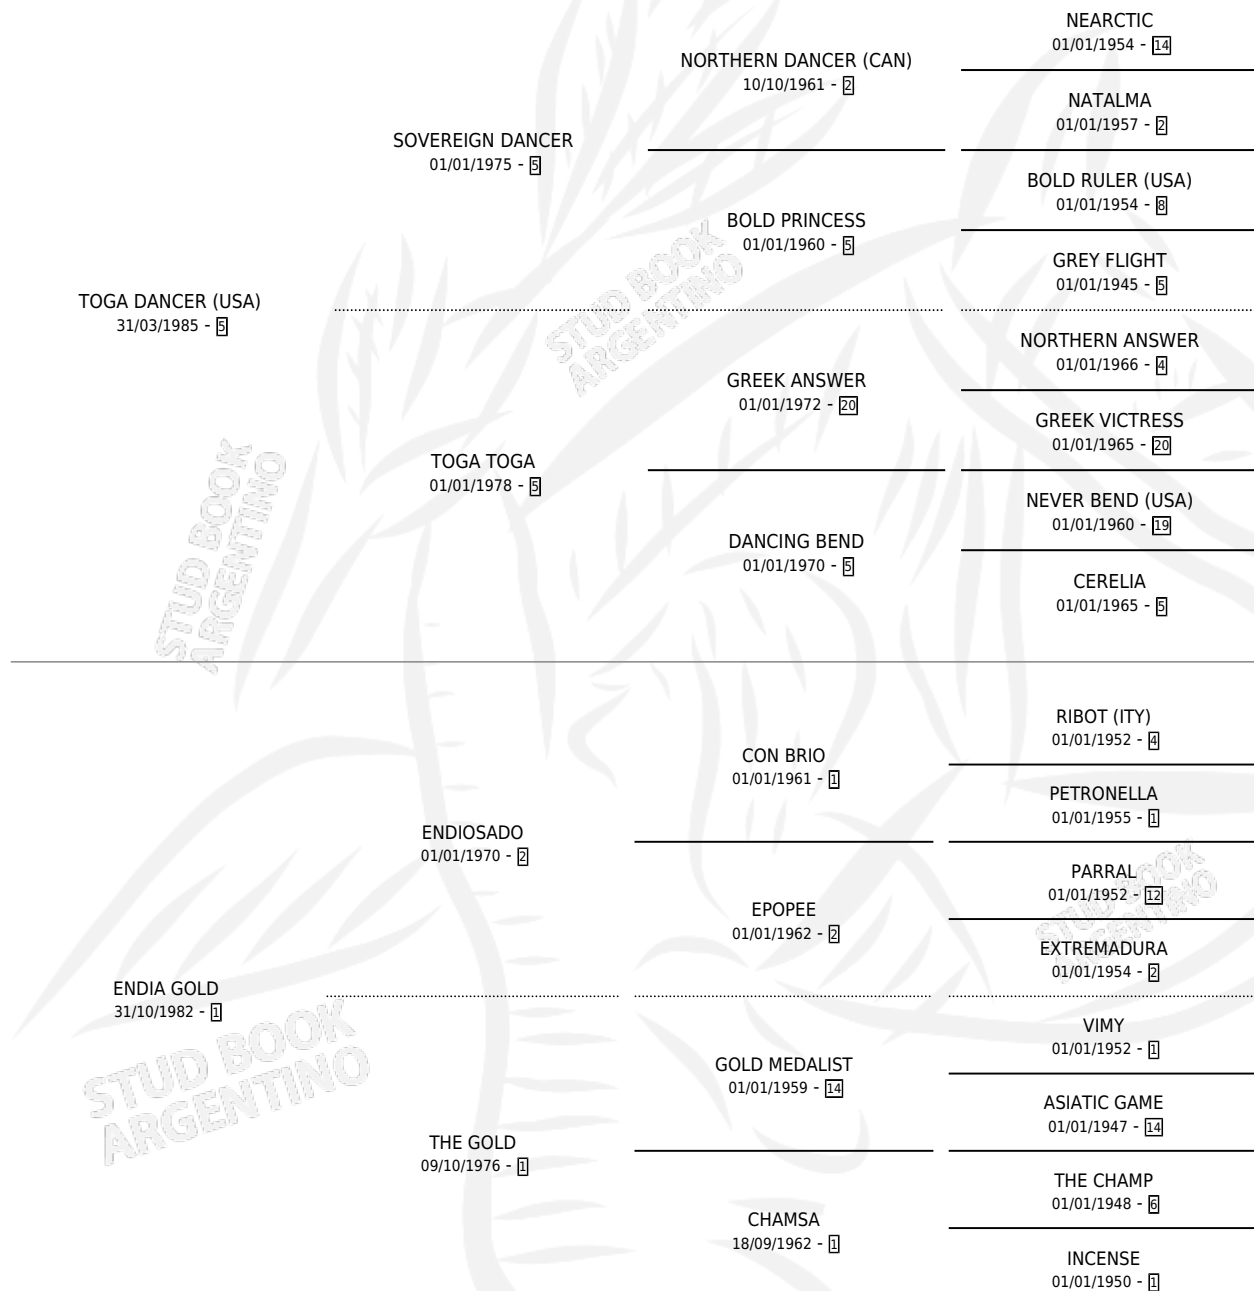 NEARCTIC
01/01/1954 - 14
NORTHERN DANCER (CAN)
10/10/1961 - 2
NATALMA
01/01/1957 - 2
SOVEREIGN DANCER
01/01/1975 - 5
BOLD RULER (USA)
01/01/1954 - 8
BOLD PRINCESS
01/01/1960 - 5
GREY FLIGHT
01/01/1945 - 5
TOGA DANCER (USA)
31/03/1985 - 5
STUD BOOK
ARGENTINO
NORTHERN ANSWER
01/01/1966 - 4
GREEK ANSWER
01/01/1972 - 20
GREEK VICTRESS
01/01/1965 - 20
TOGA TOGA
01/01/1978 - 5
NEVER BEND (USA)
01/01/1960 - 19
DANCING BEND
01/01/1970 - 5
CERELIA
01/01/1965 - 5
STUD BOOK
ARGENTINO
RIBOT (ITY)
01/01/1952 - 4
CON BRIO
01/01/1961 - 1
PETRONELLA
01/01/1955 - 1
ENDIOSADO
01/01/1970 - 2
PARRAL
01/01/1952 - 12
EPOPEE
01/01/1962 - 2
STUD BOOK
ARGENTINO
EXTREMADURA
01/01/1954 - 2
ENDIA GOLD
31/10/1982 - 1
VIMY
01/01/1952 - 1
GOLD MEDALIST
01/01/1959 - 14
ASIATIC GAME
01/01/1947 - 14
STUD BOOK
ARGENTINO
THE GOLD
09/10/1976 - 1
THE CHAMP
01/01/1948 - 6
CHAMSA
18/09/1962 - 1
INCENSE
01/01/1950 - 1